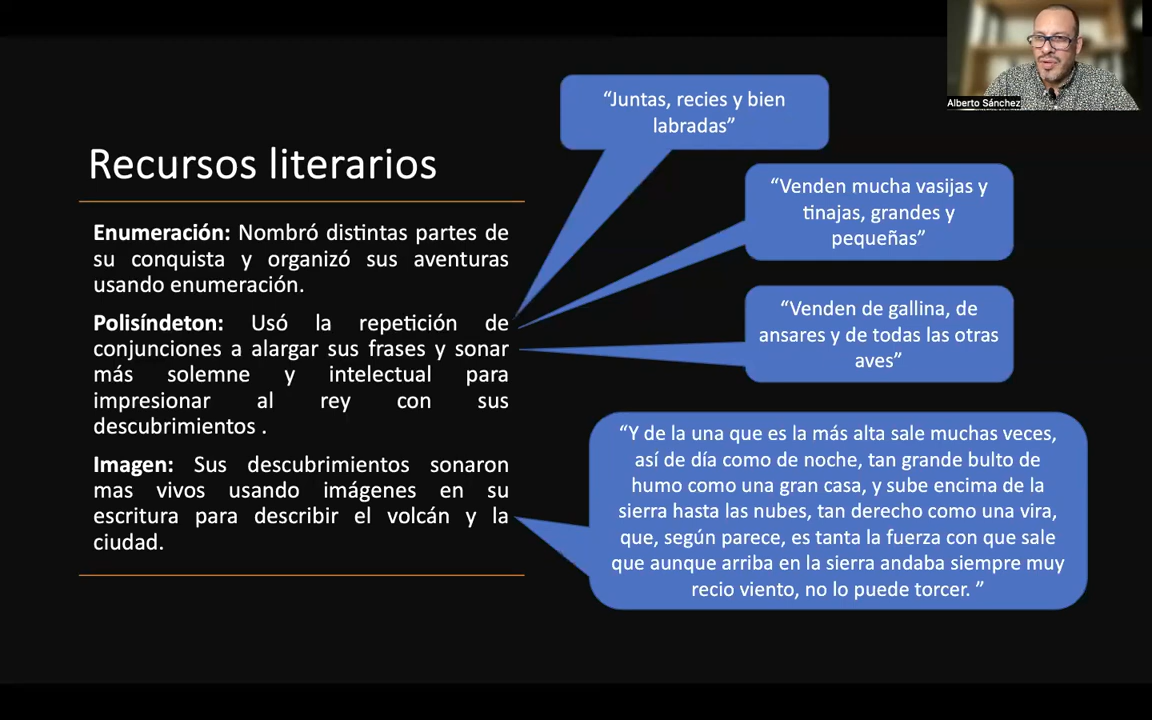 Alberto Sánchez
Recursos literarios
Enumeración: Nombró distintas partes de
su conquista y organizó sus aventuras
usando enumeración.
Polisíndeton: Usó la repetición de
conjunciones a alargar sus frases y sonar
más solemne y intelectual para
impresionar al rey con sus
descubrimientos .
Imagen: Sus descubrimientos sonaron
mas vivos usando imágenes en su
escritura para describir el volcán y la
ciudad.
“Juntas, recies y bien
labradas”
“Venden mucha vasijas y
tinajas, grandes y
pequeñas”
“Venden de gallina, de
ansares y de todas las otras
aves”
“Y de la una que es la más alta sale muchas veces,
así de día como de noche, tan grande bulto de
humo como una gran casa, y sube encima de la
sierra hasta las nubes, tan derecho como una vira,
que, según parece, es tanta la fuerza con que sale
que aunque arriba en la sierra andaba siempre muy
recio viento, no lo puede torcer. ”